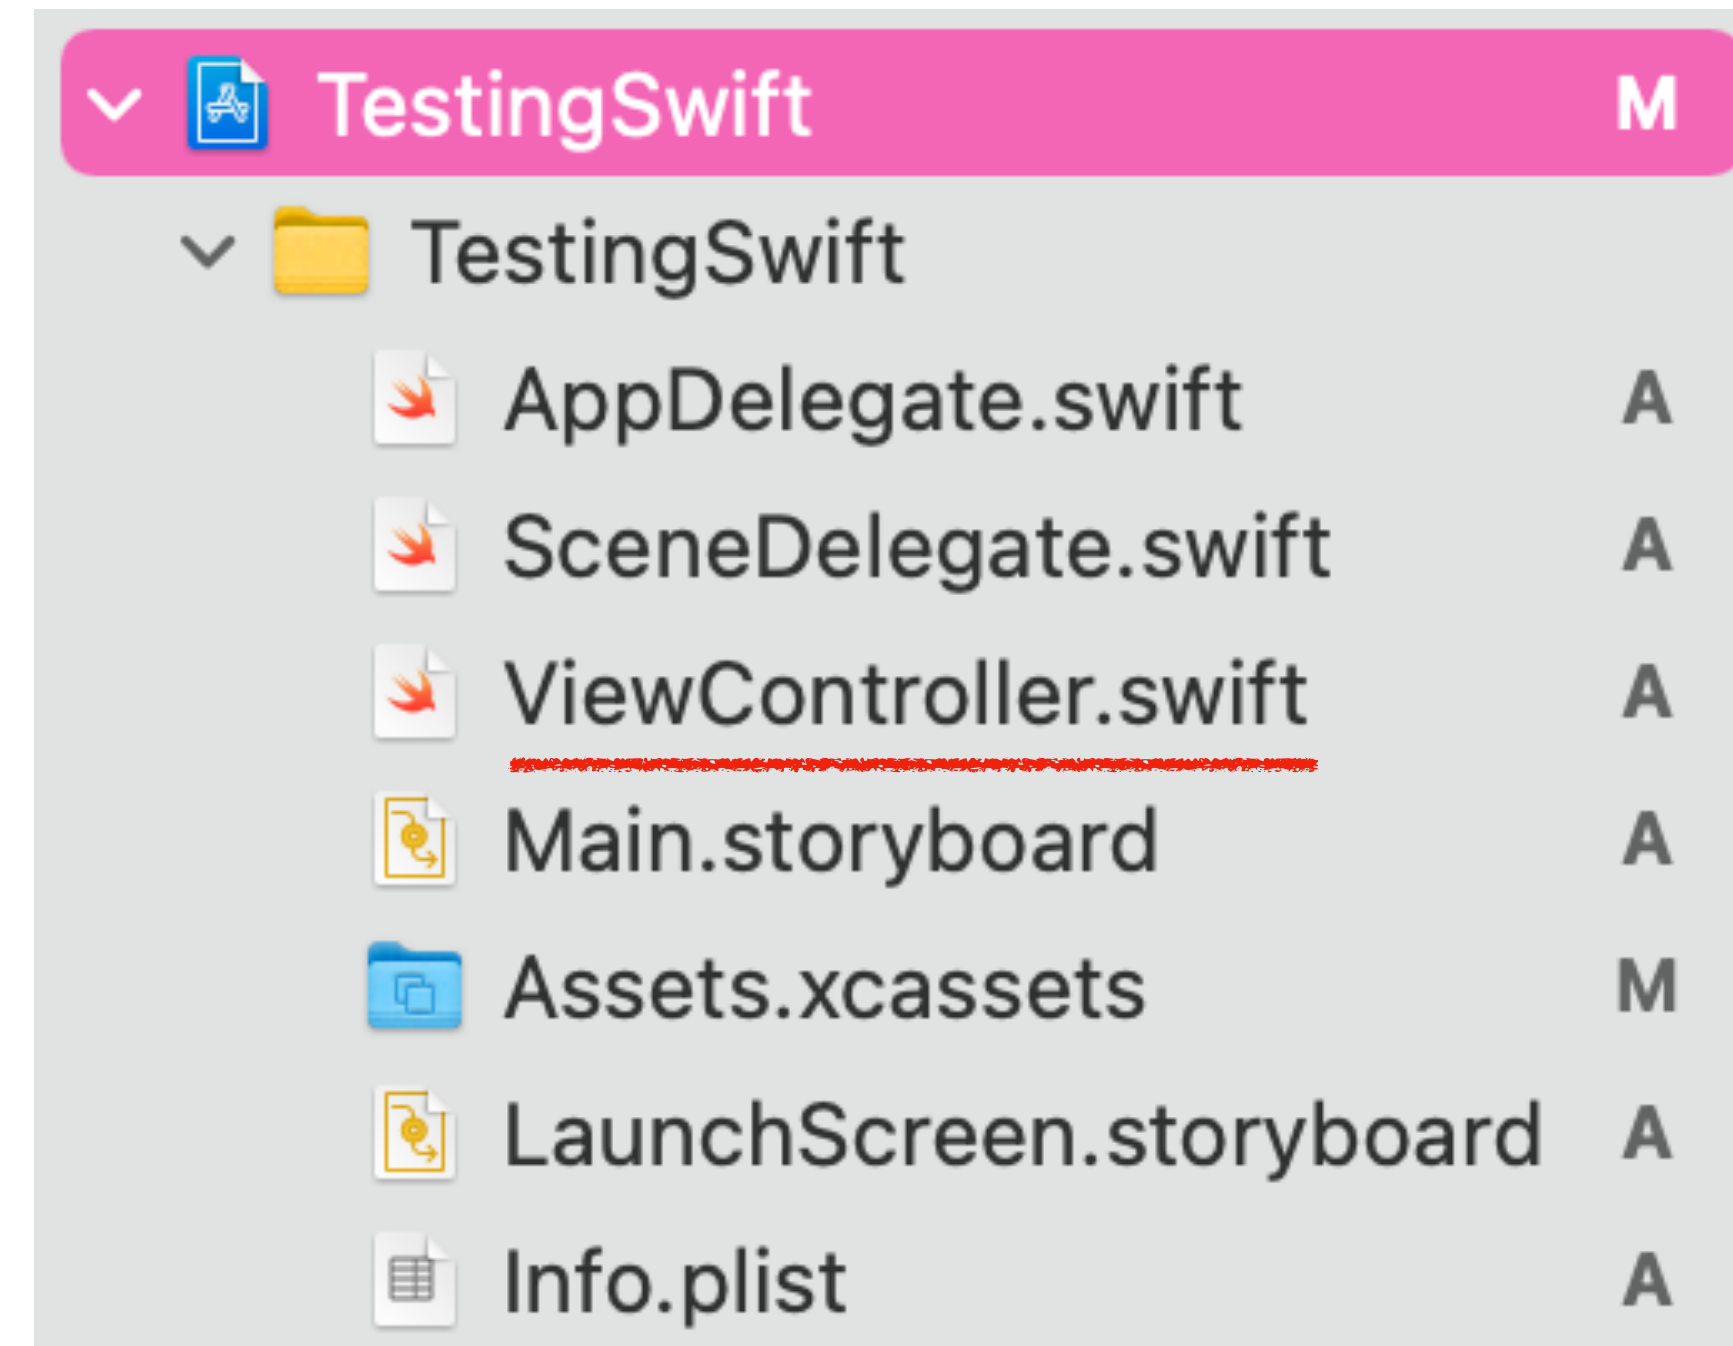 TestingSwift M
TestingSwift
AppDelegate.swift A
SceneDelegate.swift A
ViewController.swift A
Main.storyboard A
Assets.xcassets M
LaunchScreen.storyboard A
Info.plist A